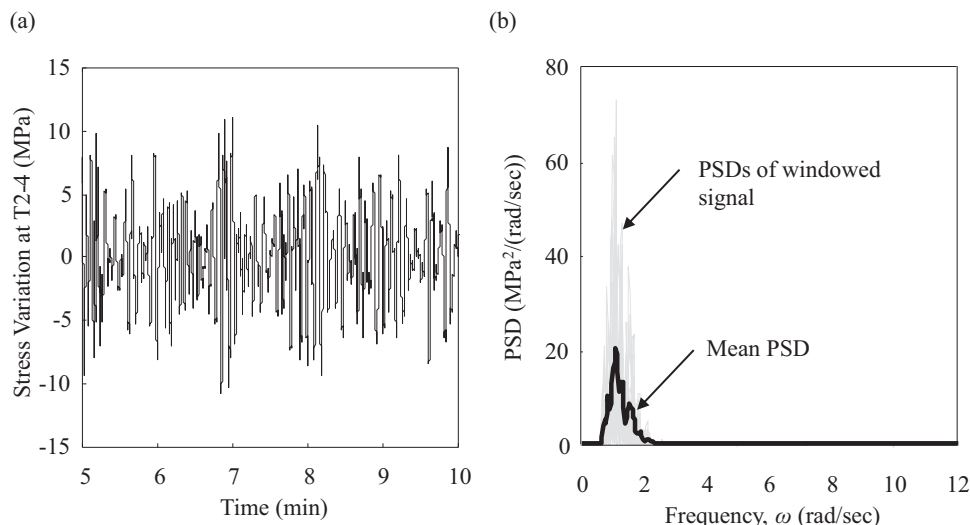 (a)
15
10
5
0
-5
-10
-15
5
6
7
8
9
10
Stress Variation at T2-4 (MPa)
Time (min)
(b)
80
60
40
20
0
0
2
4
6
8
10
12
PSD (MPa²/(rad/sec))
PSDs of windowed
signal
Mean PSD
Frequency, ω (rad/sec)